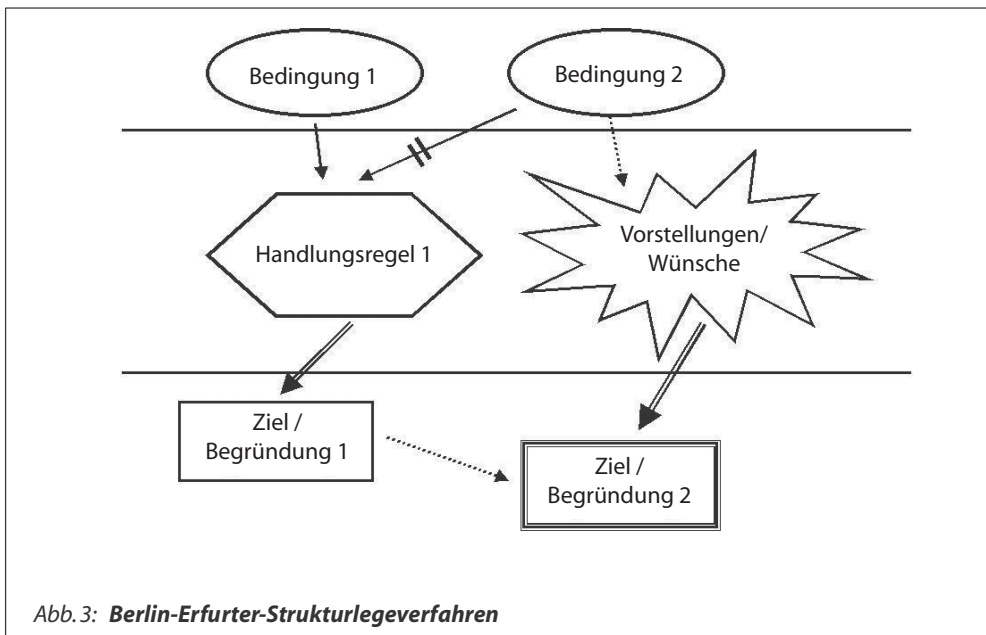 Bedingung 1
Bedingung 2
Handlungsregel 1
Vorstellungen/
Wünsche
Ziel /
Begründung 1
Ziel /
Begründung 2
Abb.3: Berlin-Erfurter-Strukturlegeverfahren